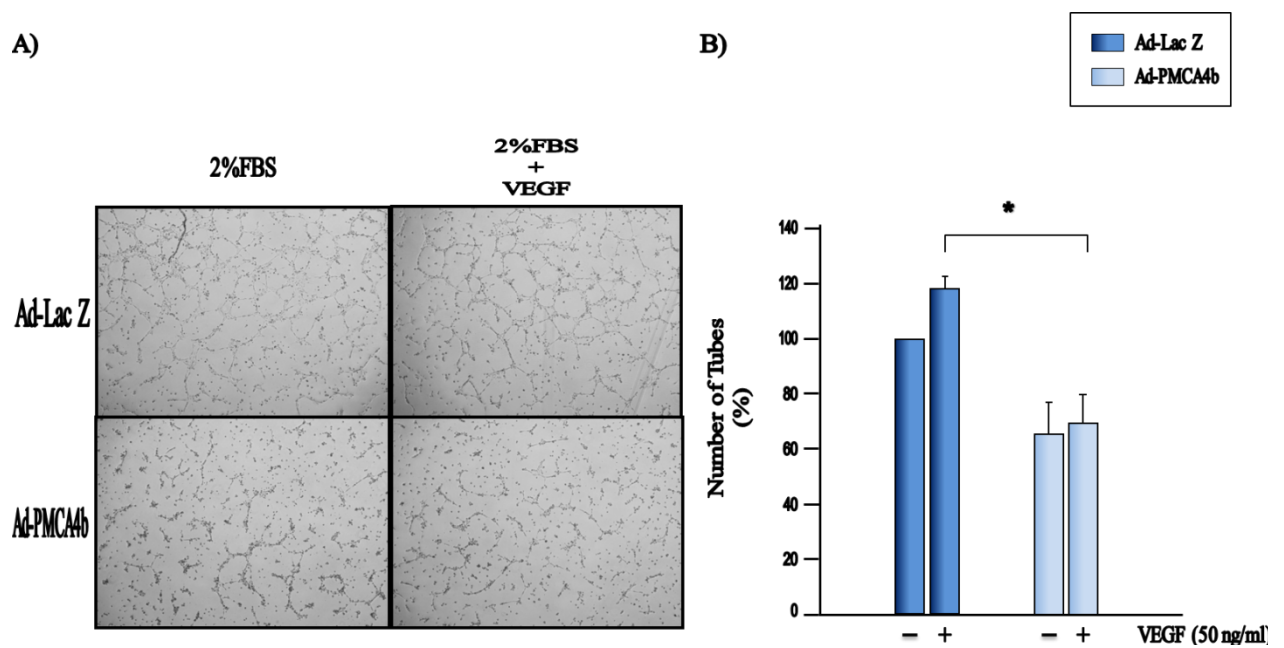 A)
B)
Ad-Lac Z
Ad-PMCA4b
2%FBS
2%FBS
+
VEGF
Ad-Lac Z
Ad-PMCA4b
Number of Tubes
(%)
140
120
100
80
60
40
20
0
*
– + – + VEGF (50 ng/ml)